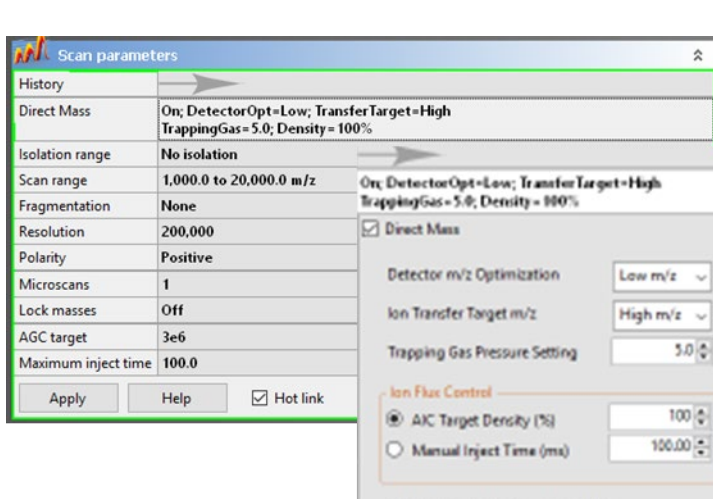 Scan parameters
History
Direct Mass On; DetectorOpt=Low; TransferTarget=High
TrappingGas=5.0; Density=100%
Isolation range No isolation
Scan range 1,000.0 to 20,000.0 m/z
Fragmentation None
Resolution 200,000
Polarity Positive
Microscans 1
Lock masses Off
AGC target 3e6
Maximum inject time 100.0
Apply Help Hot link
On; DetectorOpt=Low; TransferTarget=High
TrappingGas=5.0; Density=100%
Direct Mass
Detector m/z Optimization Low m/z
Ion Transfer Target m/z High m/z
Trapping Gas Pressure Setting 5.0
Ion Flux Control
AIC Target Density (%) 100
Manual Inject Time (ms) 100.00